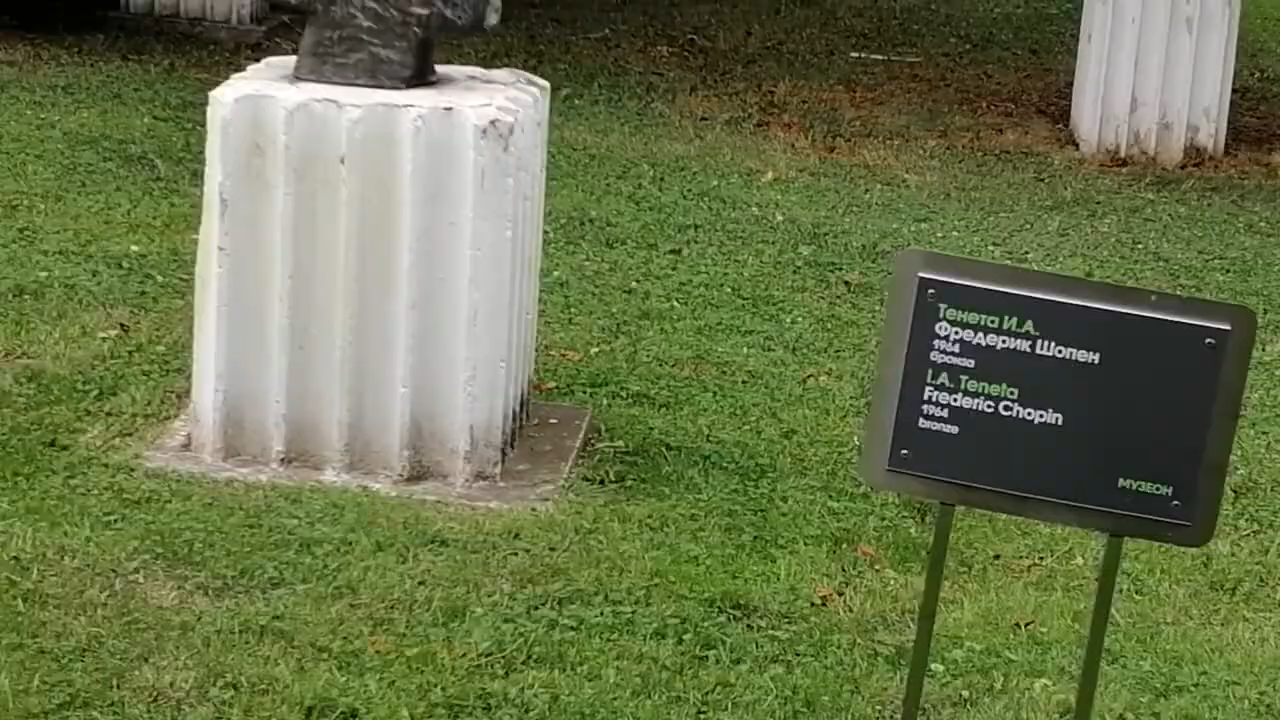 Тенета И.А.
Фредерик Шопен
1964
бронза
I.A. Teneta
Frederic Chopin
1964
bronze
МУЗЕОН